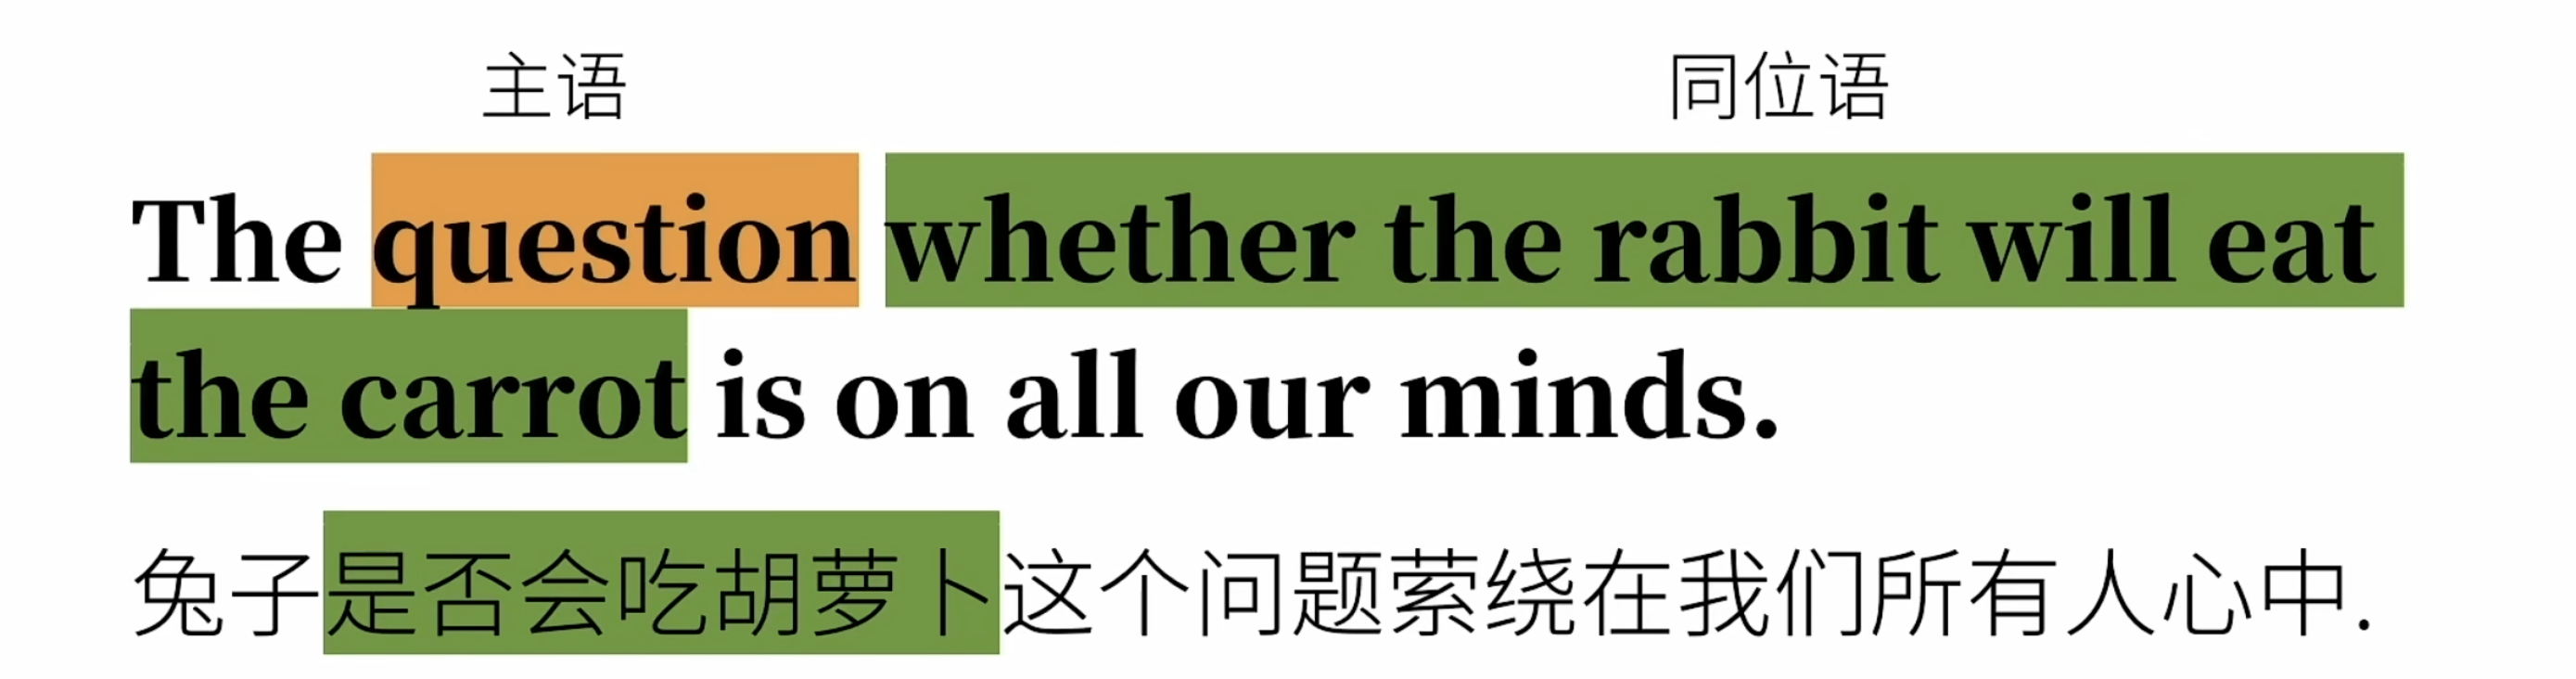 主语 同位语
The question whether the rabbit will eat
the carrot is on all our minds.
兔子是否会吃胡萝卜这个问题萦绕在我们所有人心中.